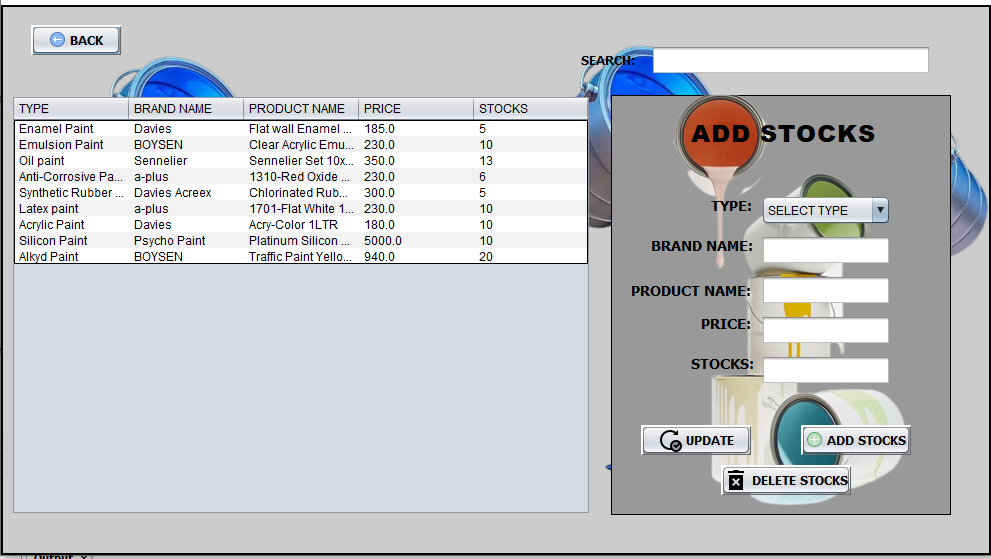 BACK
SEARCH:
TYPE BRAND NAME PRODUCT NAME PRICE STOCKS
Enamel Paint Davies Flat wall Enamel ... 185.0 5
Emulsion Paint BOYSEN Clear Acrylic Emu... 230.0 10
Oil paint Sennelier Sennelier Set 10x... 350.0 13
Anti-Corrosive Pa... a-plus 1310-Red Oxide ... 230.0 6
Synthetic Rubber ... Davies Acreex Chlorinated Rub... 300.0 5
Latex paint a-plus 1701-Flat White 1... 230.0 10
Acrylic Paint Davies Acry-Color 1LTR 180.0 10
Silicon Paint Psycho Paint Platinum Silicon ... 5000.0 10
Alkyd Paint BOYSEN Traffic Paint Yello... 940.0 20
ADD STOCKS
TYPE: SELECT TYPE
BRAND NAME:
PRODUCT NAME:
PRICE:
STOCKS:
UPDATE ADD STOCKS
DELETE STOCKS
Output